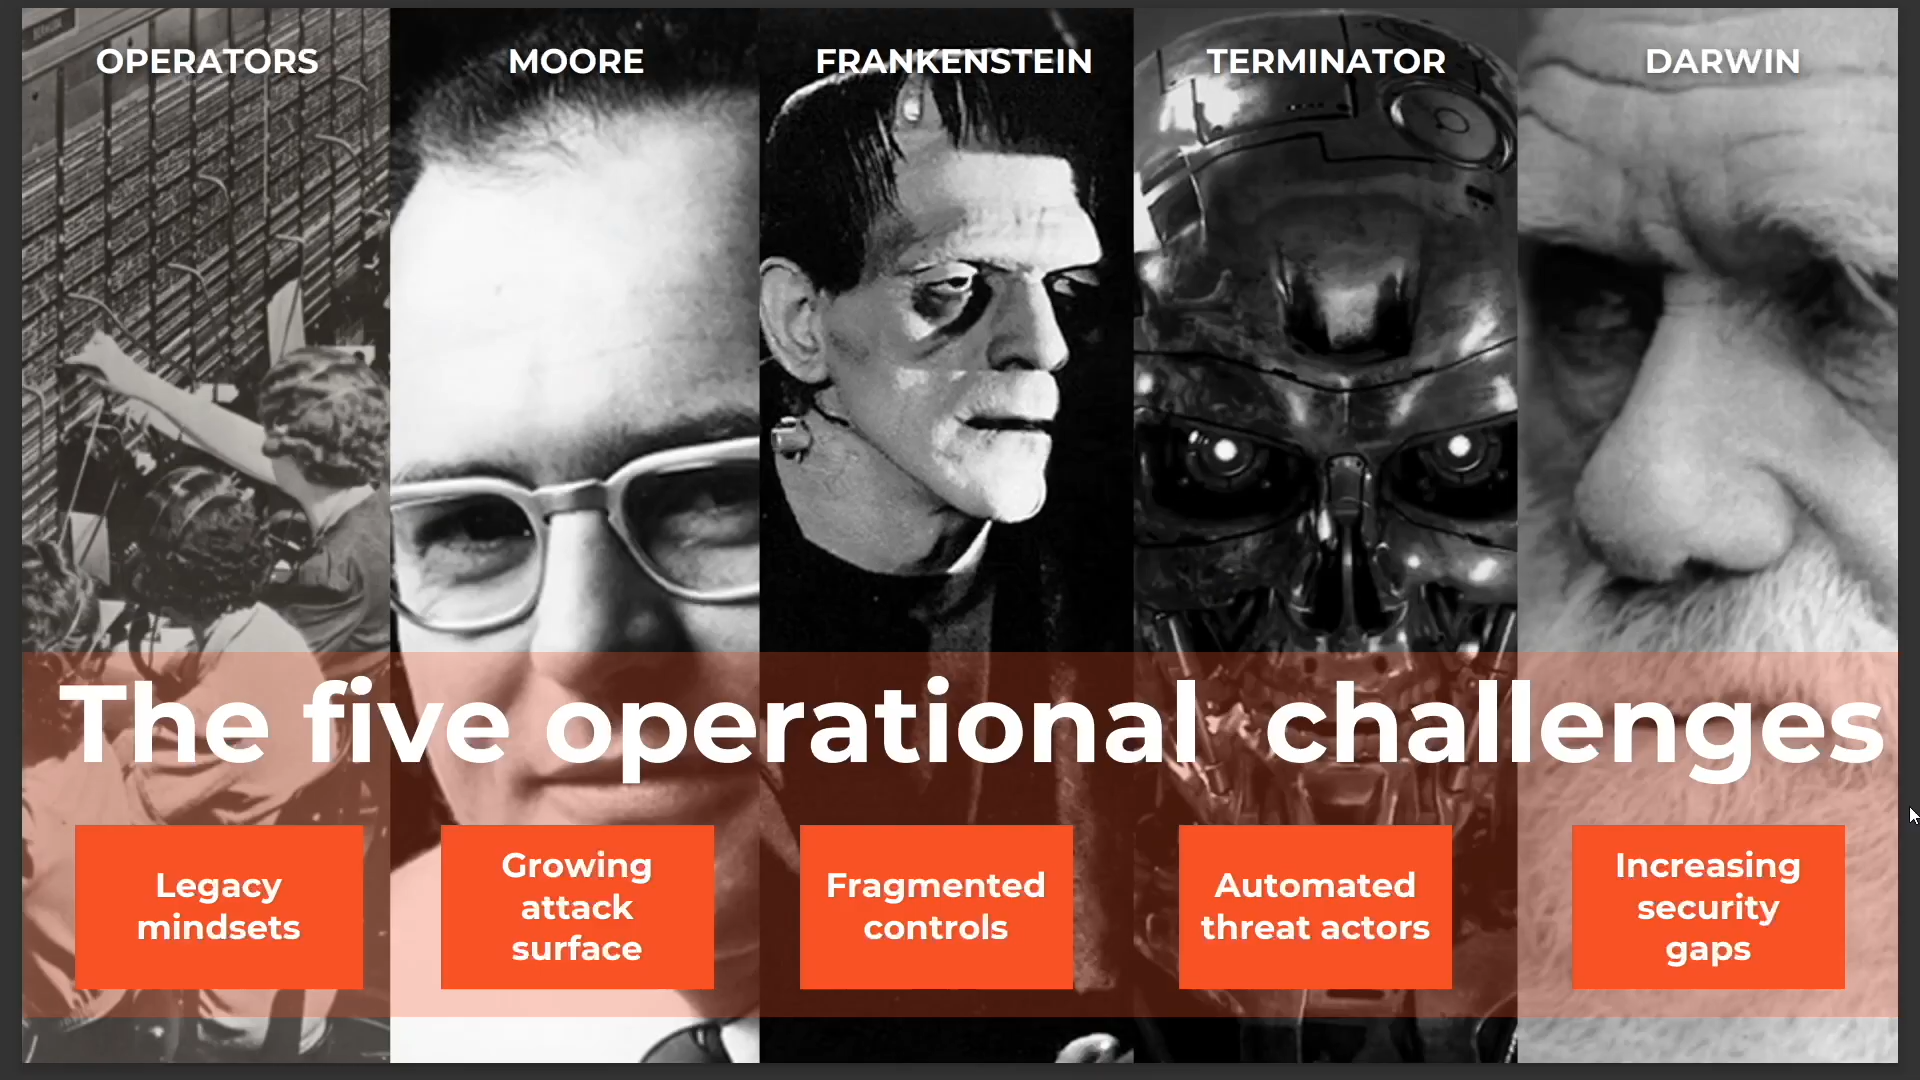 OPERATORS
MOORE
FRANKENSTEIN
TERMINATOR
DARWIN
The five operational challenges
Legacy
mindsets
Growing
attack
surface
Fragmented
controls
Automated
threat actors
Increasing
security
gaps